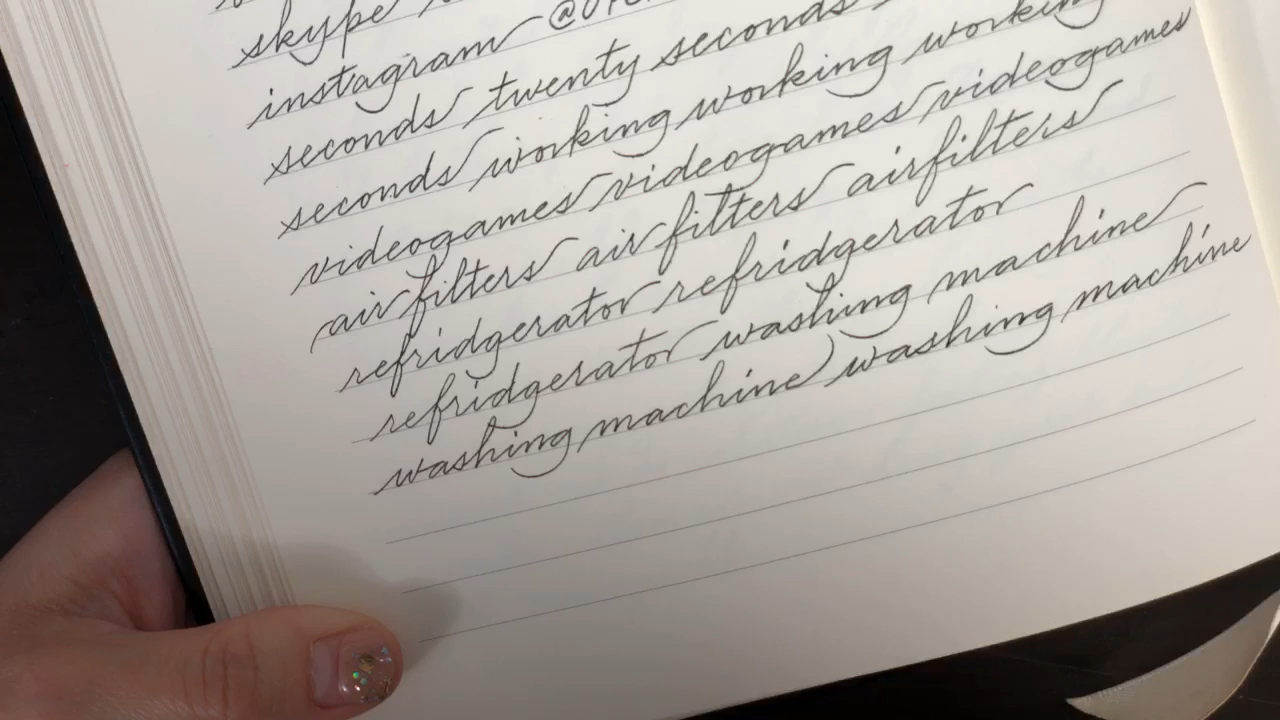 skype
instagram
seconds twenty seconds
seconds working working working
videogames videogames videogames
airfilters airfilters airfilters
refridgerator refridgerator
refridgerator washing machine
washing machine washing machine